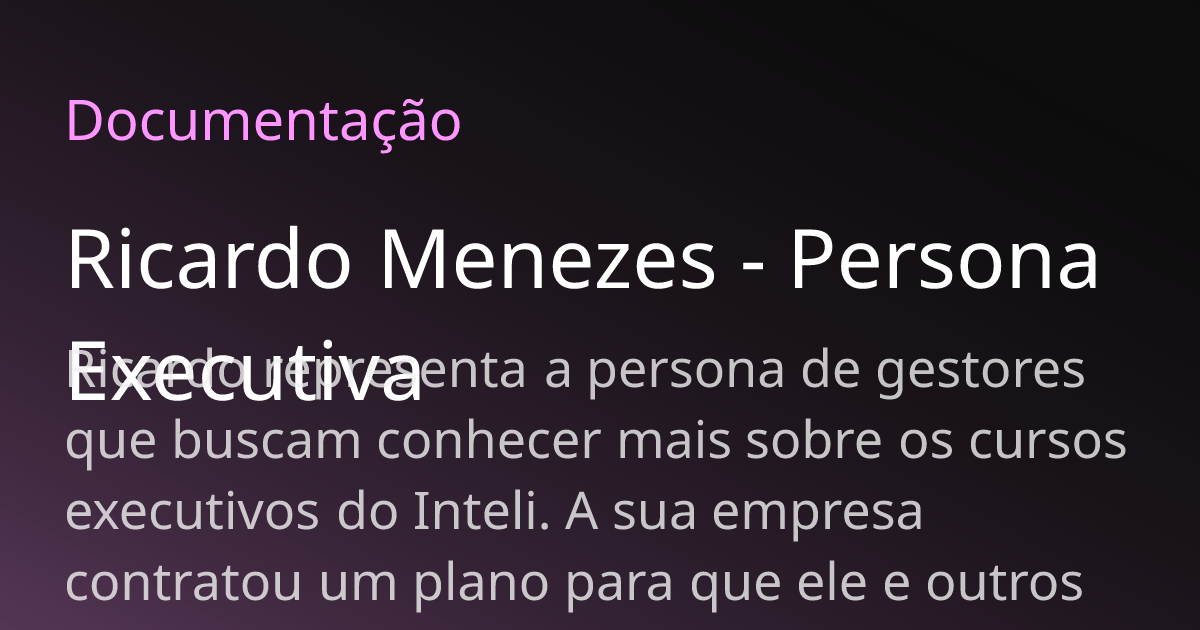 Documentação
Ricardo Menezes - Persona
Executiva
Ricardo representa a persona de gestores
que buscam conhecer mais sobre os cursos
executivos do Inteli. A sua empresa
contratou um plano para que ele e outros